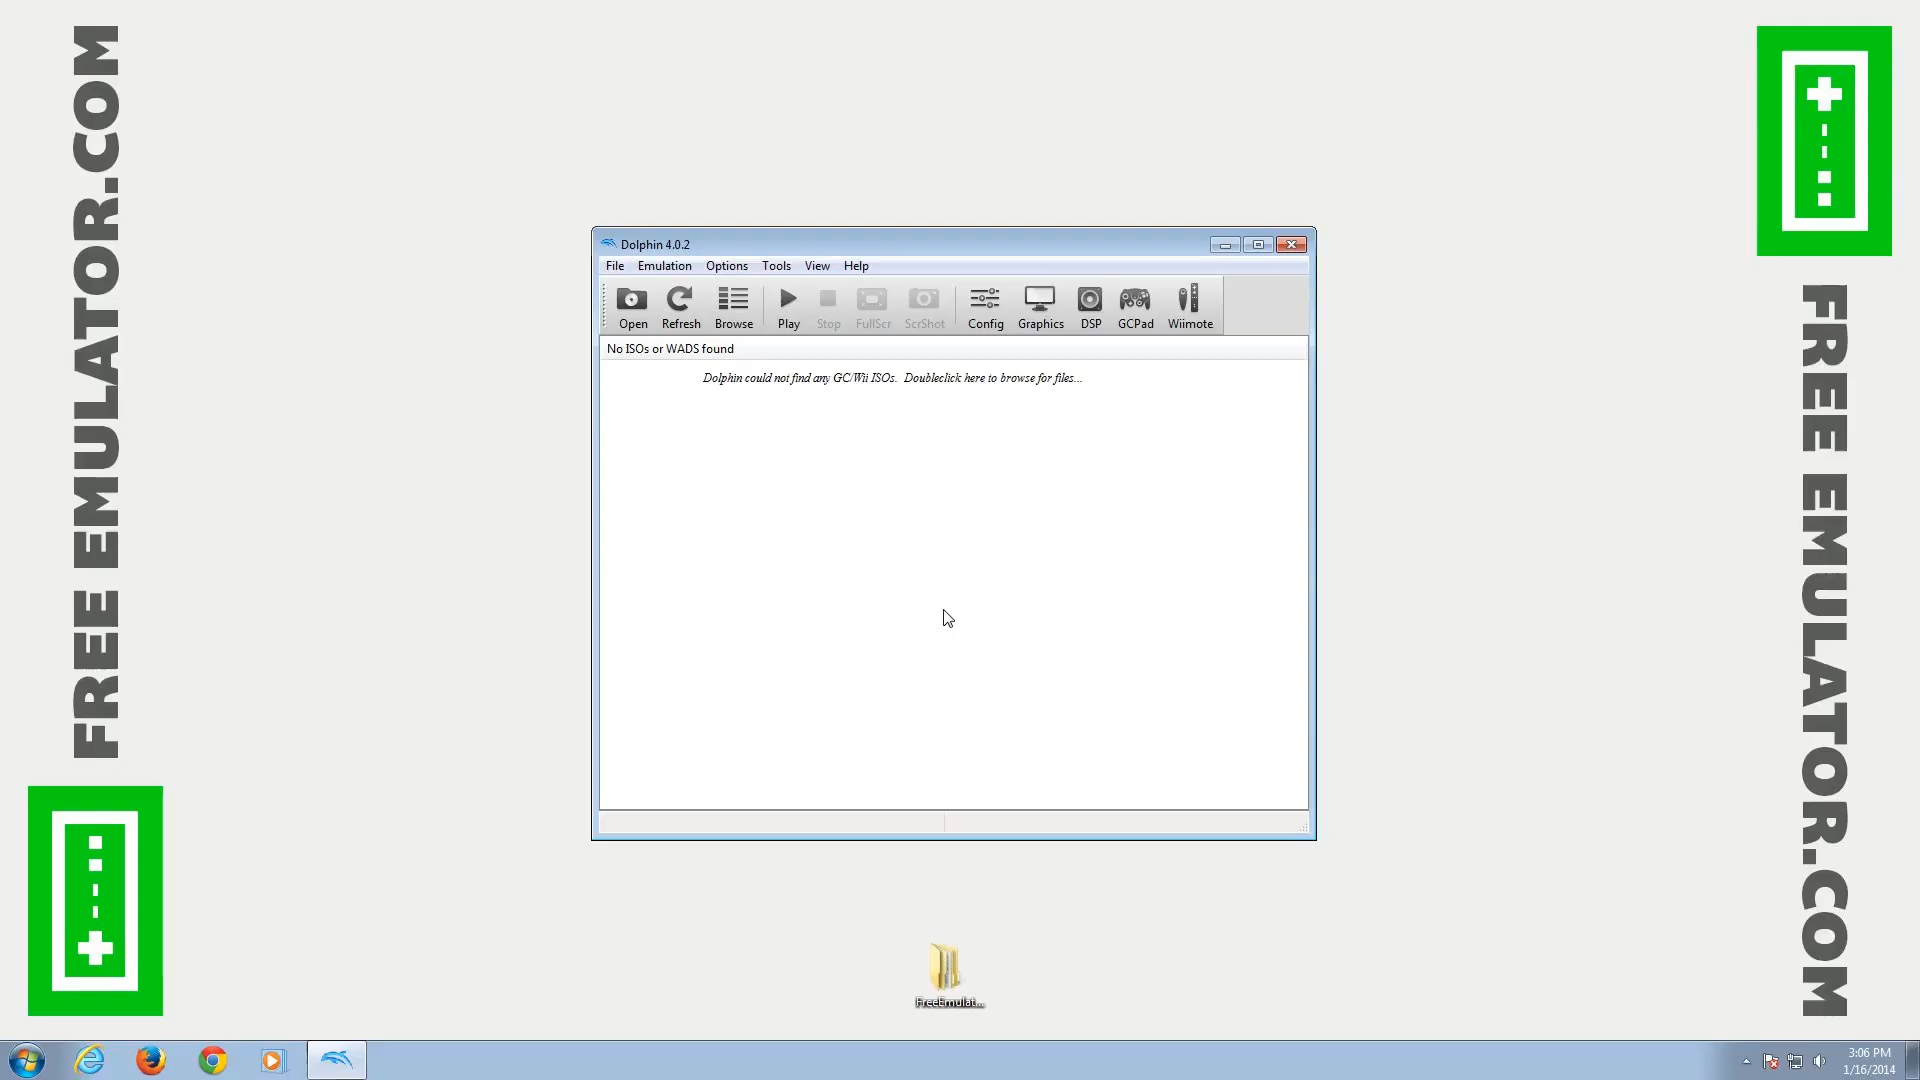 FREE EMULATOR.COM
Dolphin 4.0.2
File Emulation Options Tools View Help
Open Refresh Browse Play Stop FullScr ScrShot Config Graphics DSP GCPad Wiimote
No ISOs or WADS found
Dolphin could not find any GC/Wii ISOs. Doubleclick here to browse for files...
FREE EMULATOR.COM
FreeEmulat...
3:06 PM
1/16/2014